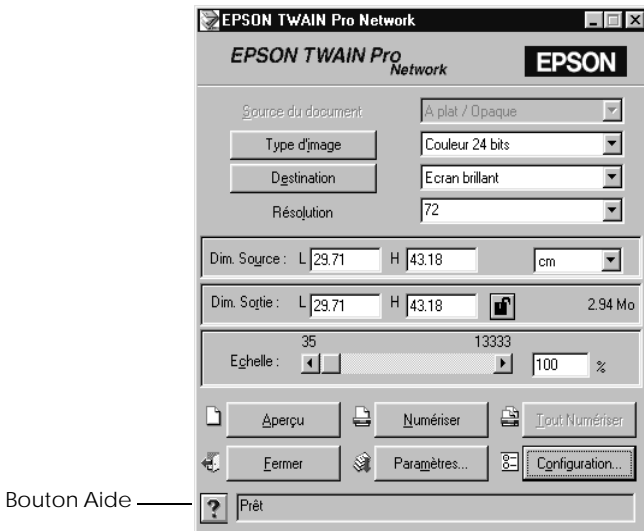 EPSON TWAIN Pro Network
EPSON TWAIN Pro
Network
EPSON
Source du document A plat / Opaque
Type d'image Couleur 24 bits
Destination Ecran brillant
Résolution 72
Dim. Source : L 29.71 H 43.18 cm
Dim. Sortie : L 29.71 H 43.18 2.94 Mo
35 13333
Echelle : 100 %
Aperçu Numériser Tout Numériser
Fermer Paramètres... Configuration...
Bouton Aide ? Prêt